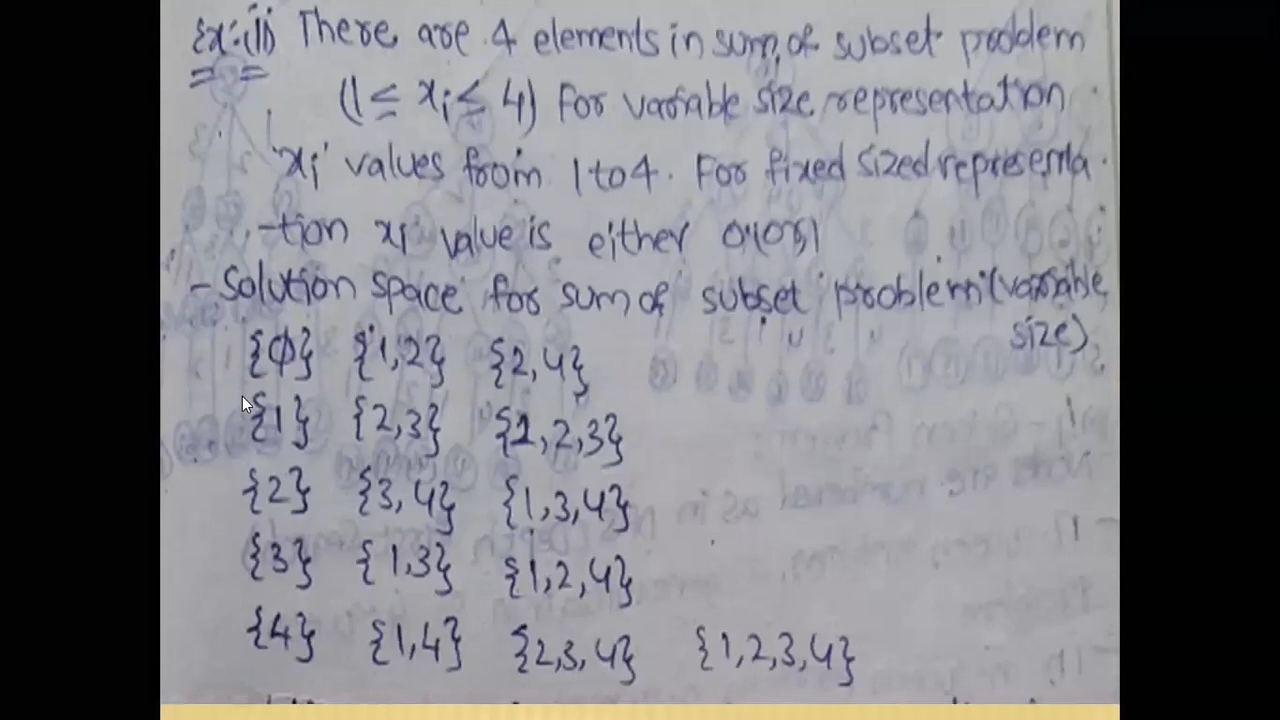 Ex:-(1) There are 4 elements in sum of subset problem
(1 ≤ xi ≤ 4) For variable size representation
'xi' values from 1 to 4. For fixed sized representa
-tion xi value is either 0 (or) 1
- Solution space for sum of subset problem (variable
size)
{φ} {1,2} {2,4}
{1} {2,3} {1,2,3}
{2} {3,4} {1,3,4}
{3} {1,3} {1,2,4}
{4} {1,4} {2,3,4} {1,2,3,4}